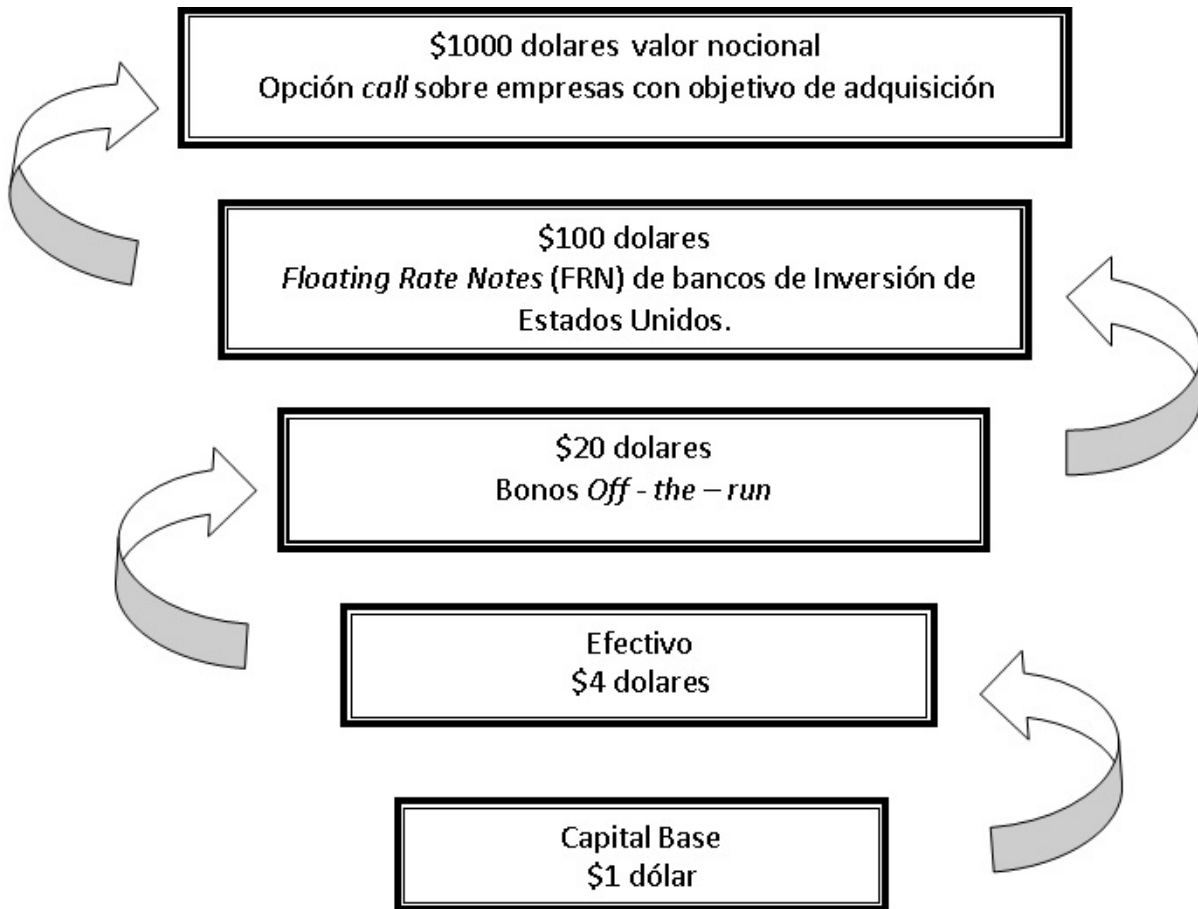 $1000 dolares valor nocional
Opción call sobre empresas con objetivo de adquisición
$100 dolares
Floating Rate Notes (FRN) de bancos de Inversión de
Estados Unidos.
$20 dolares
Bonos Off - the – run
Efectivo
$4 dolares
Capital Base
$1 dólar